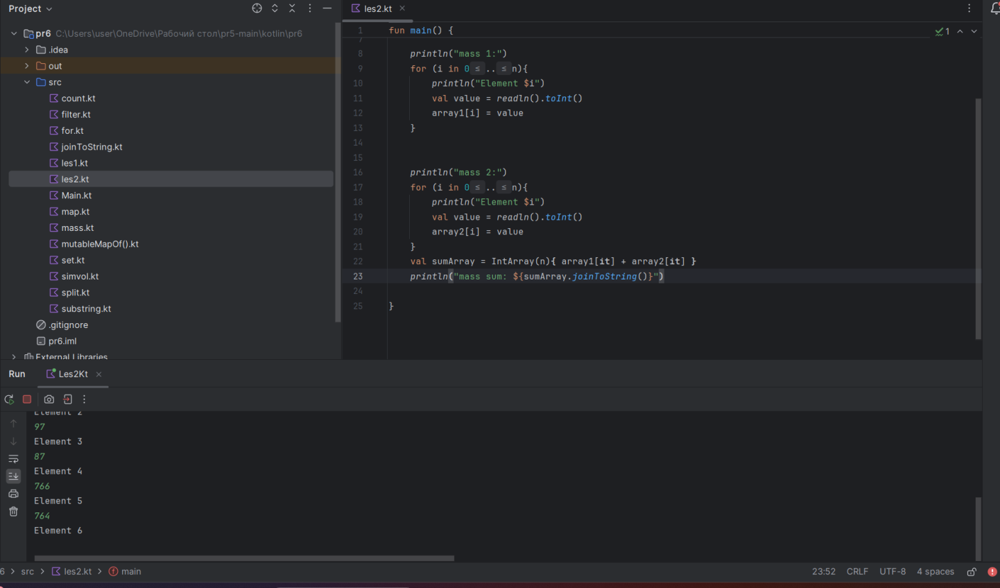 Project
les2.kt
pr6 C:\Users\user\OneDrive\Рабочий стол\pr5-main\kotlin\pr6
.idea
out
src
count.kt
filter.kt
for.kt
joinToString.kt
les1.kt
les2.kt
Main.kt
map.kt
mass.kt
mutableMapOf().kt
set.kt
simvol.kt
split.kt
substring.kt
.gitignore
pr6.iml
External Libraries
1 fun main() {
1
7
8 println("mass 1:")
9 for (i in 0 ≤ .. ≤ n){
10 println("Element $i")
11 val value = readln().toInt()
12 array1[i] = value
13 }
14
15
16 println("mass 2:")
17 for (i in 0 ≤ .. ≤ n){
18 println("Element $i")
19 val value = readln().toInt()
20 array2[i] = value
21 }
22 val sumArray = IntArray(n){ array1[it] + array2[it] }
23 println("mass sum: ${sumArray.joinToString()}")
24
25 }
Run Les2Kt
Element 2
97
Element 3
87
Element 4
766
Element 5
764
Element 6
6 > src > les2.kt > main
23:52 CRLF UTF-8 4 spaces